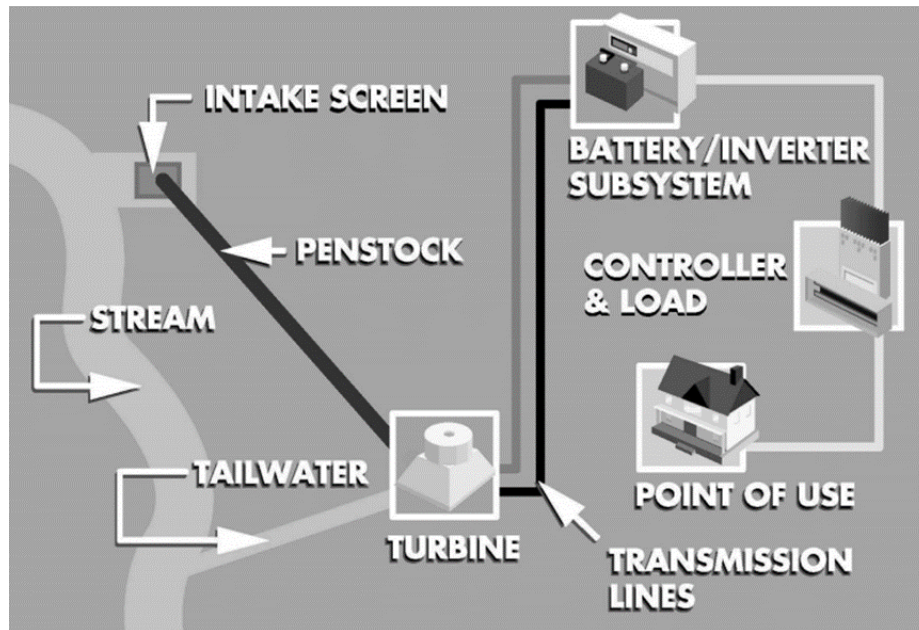 INTAKE SCREEN
PENSTOCK
STREAM
TAILWATER
TURBINE
BATTERY/INVERTER
SUBSYSTEM
CONTROLLER
& LOAD
POINT OF USE
TRANSMISSION
LINES